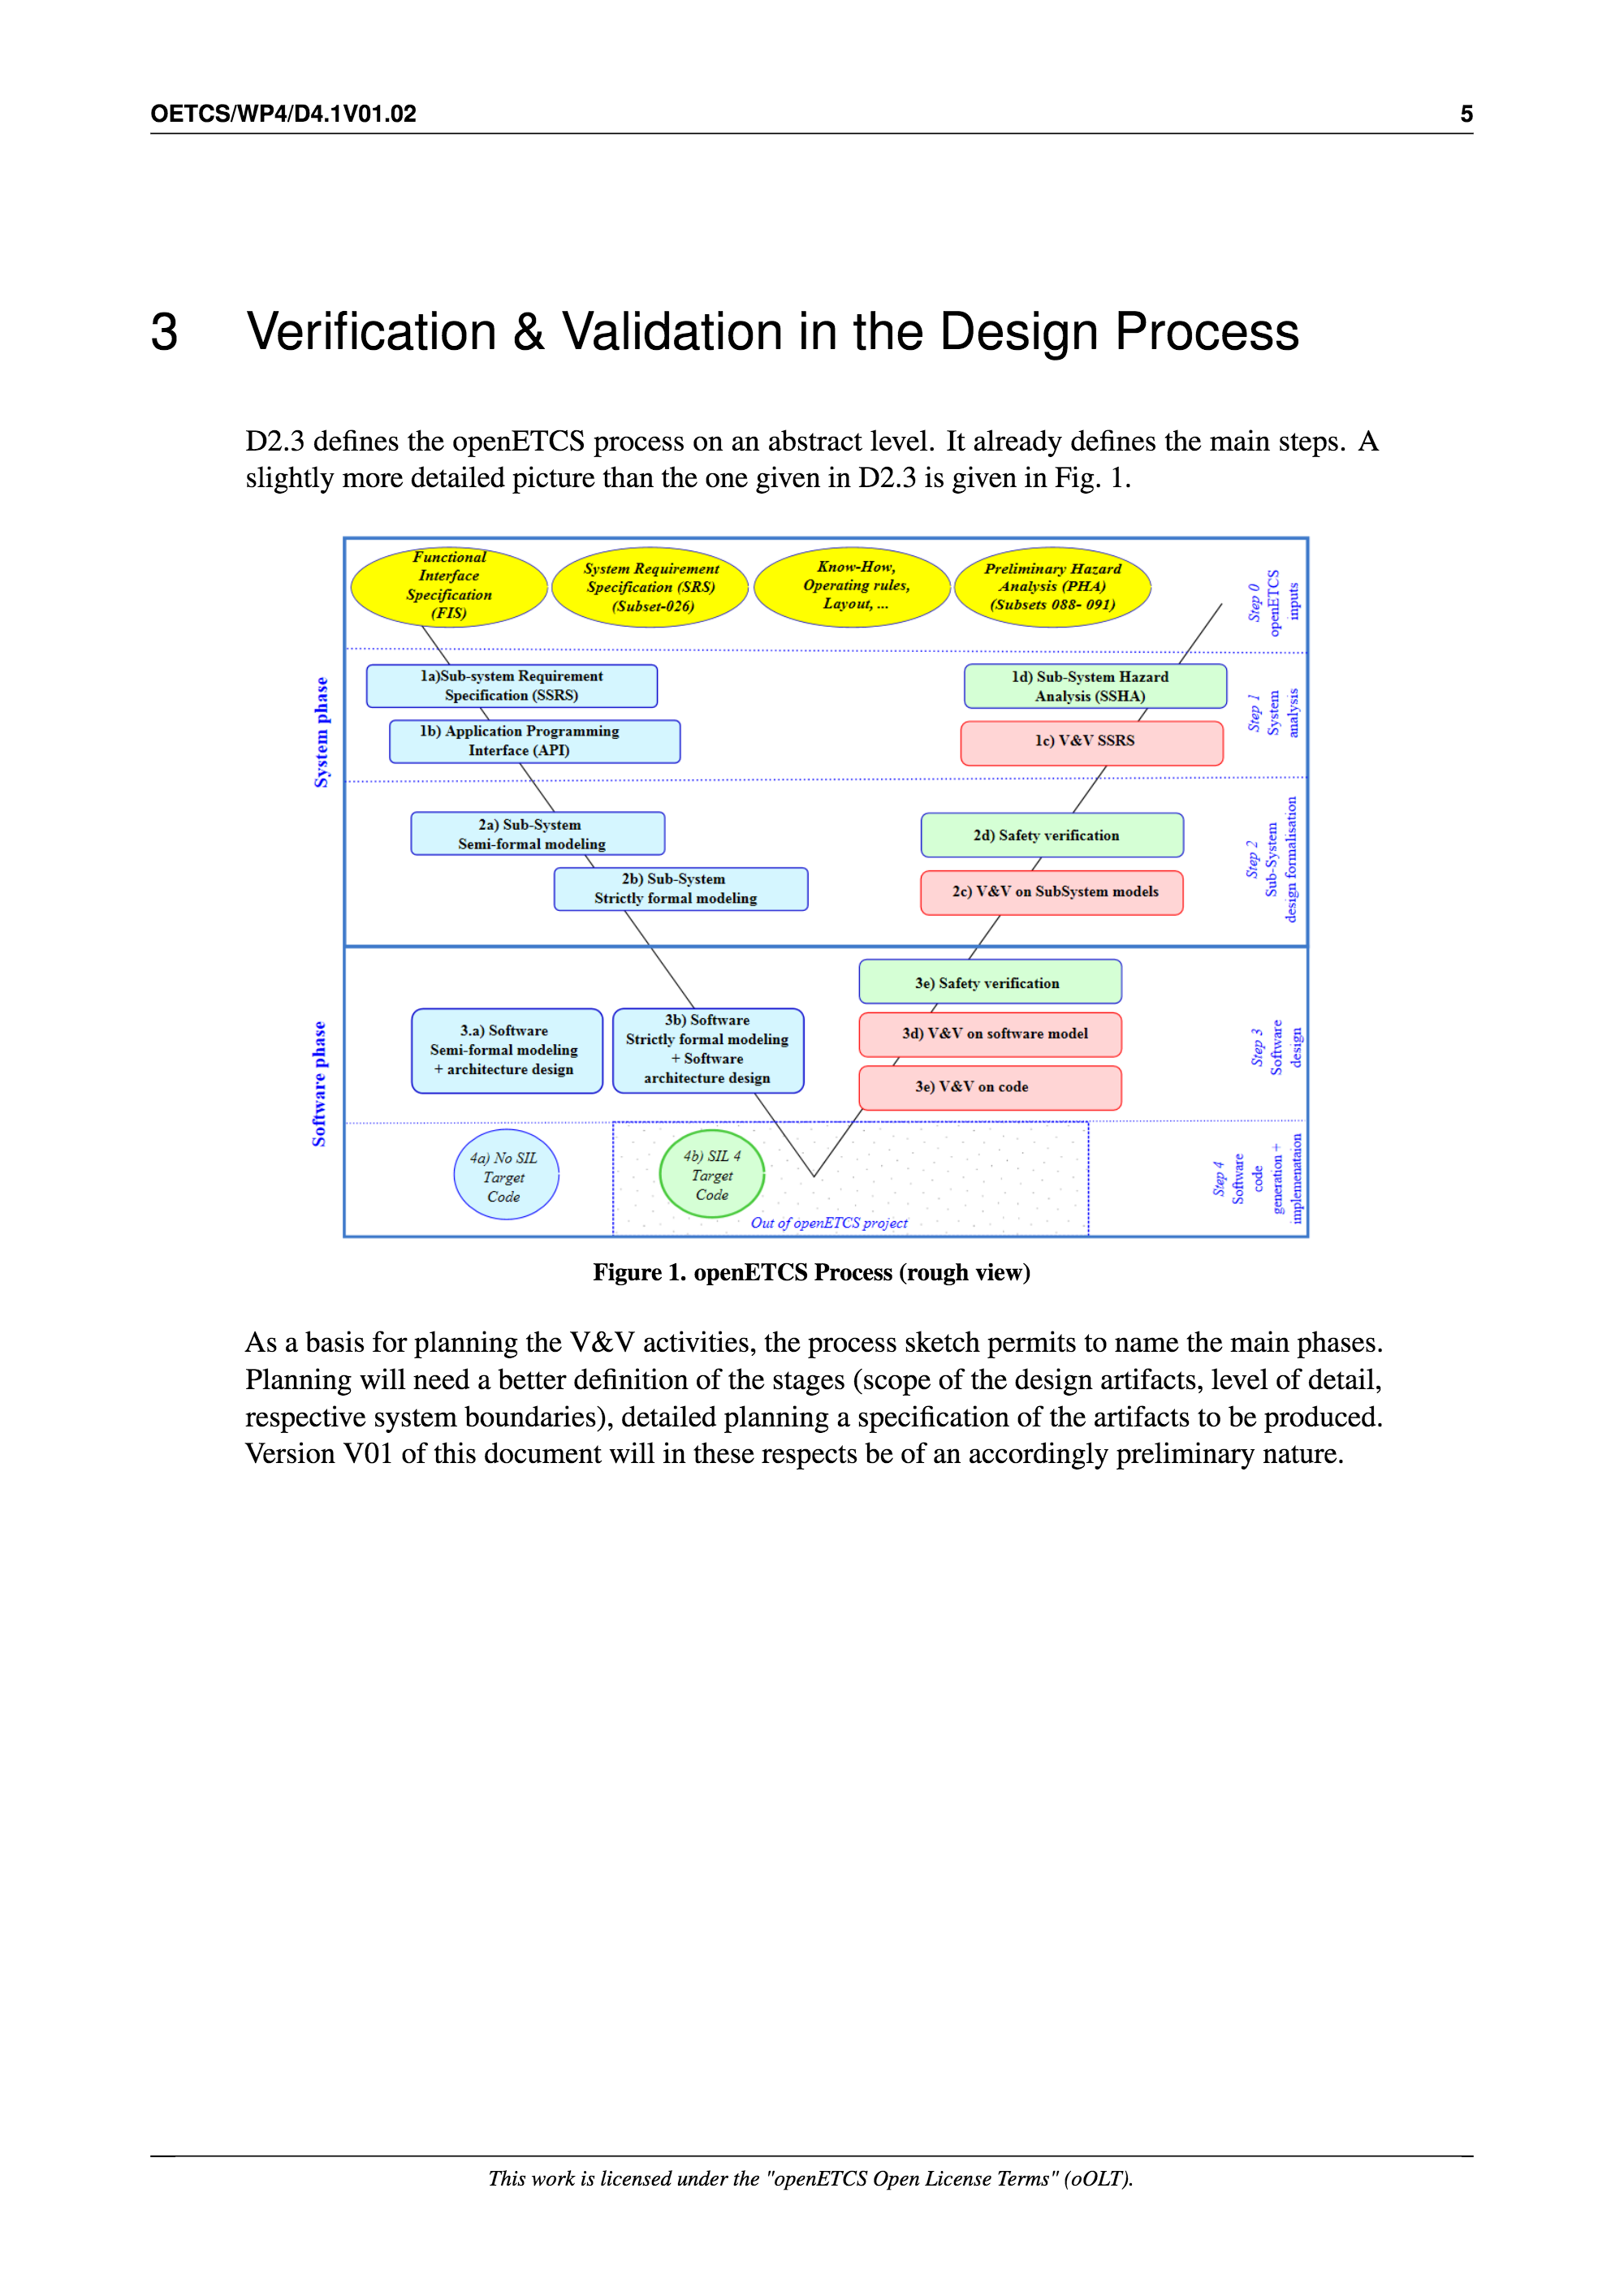 OETCS/WP4/D4.1V01.02 5
3 Verification & Validation in the Design Process
D2.3 defines the openETCS process on an abstract level. It already defines the main steps. A
slightly more detailed picture than the one given in D2.3 is given in Fig. 1.
Functional
Interface
Specification
(FIS)
System Requirement
Specification (SRS)
(Subset-026)
Know-How,
Operating rules,
Layout, ...
Preliminary Hazard
Analysis (PHA)
(Subsets 088- 091)
Step 0
openETCS
inputs
System phase
1a)Sub-system Requirement
Specification (SSRS)
1b) Application Programming
Interface (API)
1d) Sub-System Hazard
Analysis (SSHA)
1c) V&V SSRS
Step 1
System
analysis
2a) Sub-System
Semi-formal modeling
2b) Sub-System
Strictly formal modeling
2d) Safety verification
2c) V&V on SubSystem models
Step 2
Sub-System
design formalisation
Software phase
3.a) Software
Semi-formal modeling
+ architecture design
3b) Software
Strictly formal modeling
+ Software
architecture design
3e) Safety verification
3d) V&V on software model
3e) V&V on code
Step 3
Software
design
4a) No SIL
Target
Code
4b) SIL 4
Target
Code
Out of openETCS project
Step 4
Software
code
generation +
implemenataion
Figure 1. openETCS Process (rough view)
As a basis for planning the V&V activities, the process sketch permits to name the main phases.
Planning will need a better definition of the stages (scope of the design artifacts, level of detail,
respective system boundaries), detailed planning a specification of the artifacts to be produced.
Version V01 of this document will in these respects be of an accordingly preliminary nature.
This work is licensed under the "openETCS Open License Terms" (oOLT).